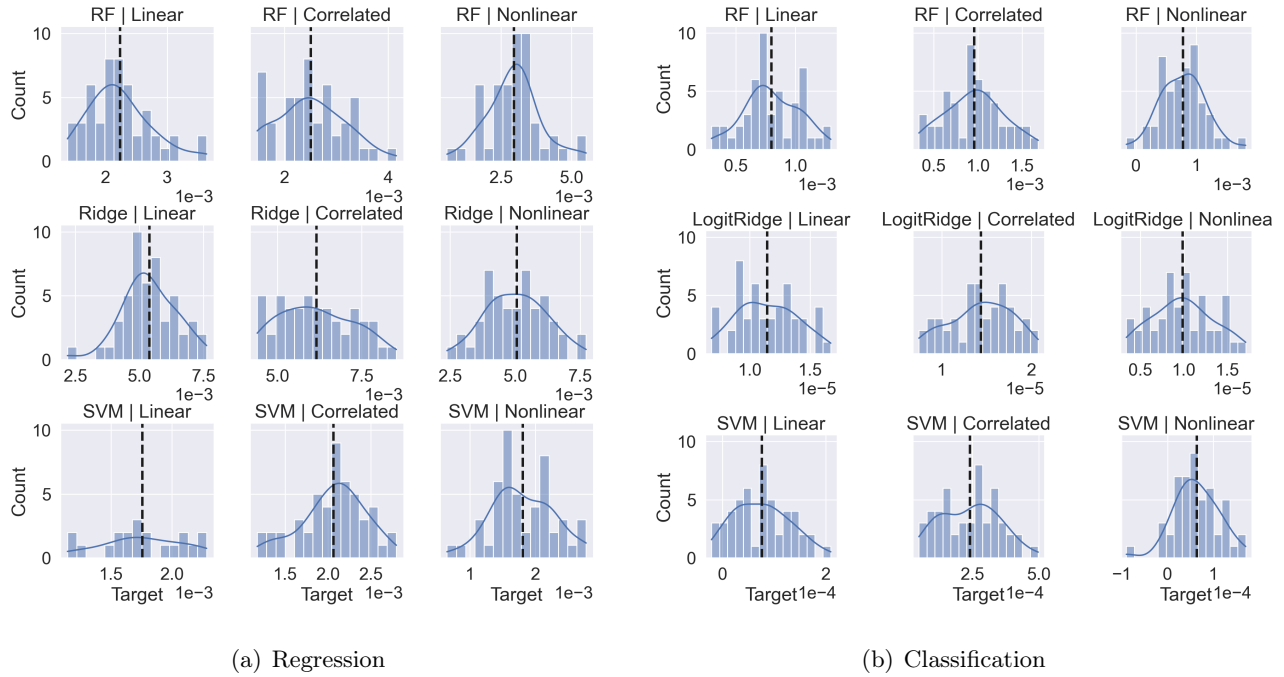 RF | Linear
RF | Correlated
RF | Nonlinear
Count
10
5
0
2
3
1e−3
2
4
1e−3
2.5
5.0
1e−3
Ridge | Linear
Ridge | Correlated
Ridge | Nonlinear
Count
10
5
0
2.5
5.0
7.5
1e−3
5.0
7.5
1e−3
2.5
5.0
7.5
1e−3
SVM | Linear
SVM | Correlated
SVM | Nonlinear
Count
10
5
0
1.5
2.0
Target
1e−3
1.5
2.0
2.5
Target
1e−3
1
2
Target
1e−3
(a) Regression
RF | Linear
RF | Correlated
RF | Nonlinear
Count
10
5
0
0.5
1.0
1e−3
0.5
1.0
1.5
1e−3
0
1
1e−3
LogitRidge | Linear
LogitRidge | Correlated
LogitRidge | Nonlinea
Count
10
5
0
1.0
1.5
1e−5
1
2
1e−5
0.5
1.0
1.5
1e−5
SVM | Linear
SVM | Correlated
SVM | Nonlinear
Count
10
5
0
0
2
Target
1e−4
2.5
5.0
Target
1e−4
−1
0
1
Target
1e−4
(b) Classification